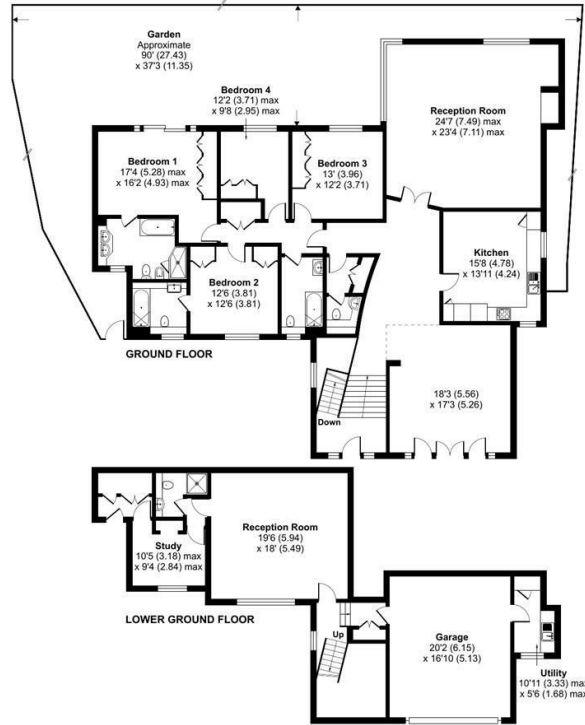 Garden
Approximate
90' (27.43)
x 37'3 (11.35)
Bedroom 4
12'2 (3.71) max
x 9'8 (2.95) max
Reception Room
24'7 (7.49) max
x 23'4 (7.11) max
Bedroom 1
17'4 (5.28) max
x 16'2 (4.93) max
Bedroom 3
13' (3.96)
x 12'2 (3.71)
Kitchen
15'8 (4.78)
x 13'11 (4.24)
Bedroom 2
12'6 (3.81)
x 12'6 (3.81)
GROUND FLOOR
18'3 (5.56)
x 17'3 (5.26)
Down
Reception Room
19'6 (5.94)
x 18' (5.49)
Study
10'5 (3.18) max
x 9'4 (2.84) max
LOWER GROUND FLOOR
Up
Garage
20'2 (6.15)
x 16'10 (5.13)
Utility
10'11 (3.33) max
x 5'6 (1.68) max